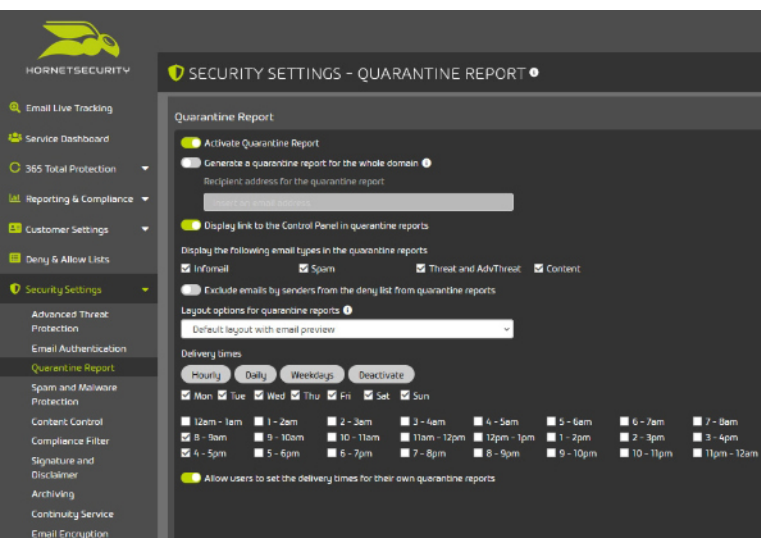 HORNETSECURITY
SECURITY SETTINGS - QUARANTINE REPORT
Email Live Tracking
Service Dashboard
365 Total Protection
Reporting & Compliance
Customer Settings
Deny & Allow Lists
Security Settings
Advanced Threat
Protection
Email Authentication
Quarantine Report
Spam and Malware
Protection
Content Control
Compliance Filter
Signature and
Disclaimer
Archiving
Continuity Service
Email Encryption
Quarantine Report
Activate Quarantine Report
Generate a quarantine report for the whole domain
Recipient address for the quarantine report
Insert an email address
Display link to the Control Panel in quarantine reports
Display the following email types in the quarantine reports
Infomail Spam Threat and AdvThreat Content
Exclude emails by senders from the deny list from quarantine reports
Layout options for quarantine reports
Default layout with email preview
Delivery times
Hourly Daily Weekdays Deactivate
Mon Tue Wed Thu Fri Sat Sun
12am - 1am 1 - 2am 2 - 3am 3 - 4am 4 - 5am 5 - 6am 6 - 7am 7 - 8am
8 - 9am 9 - 10am 10 - 11am 11am - 12pm 12pm - 1pm 1 - 2pm 2 - 3pm 3 - 4pm
4 - 5pm 5 - 6pm 6 - 7pm 7 - 8pm 8 - 9pm 9 - 10pm 10 - 11pm 11pm - 12am
Allow users to set the delivery times for their own quarantine reports